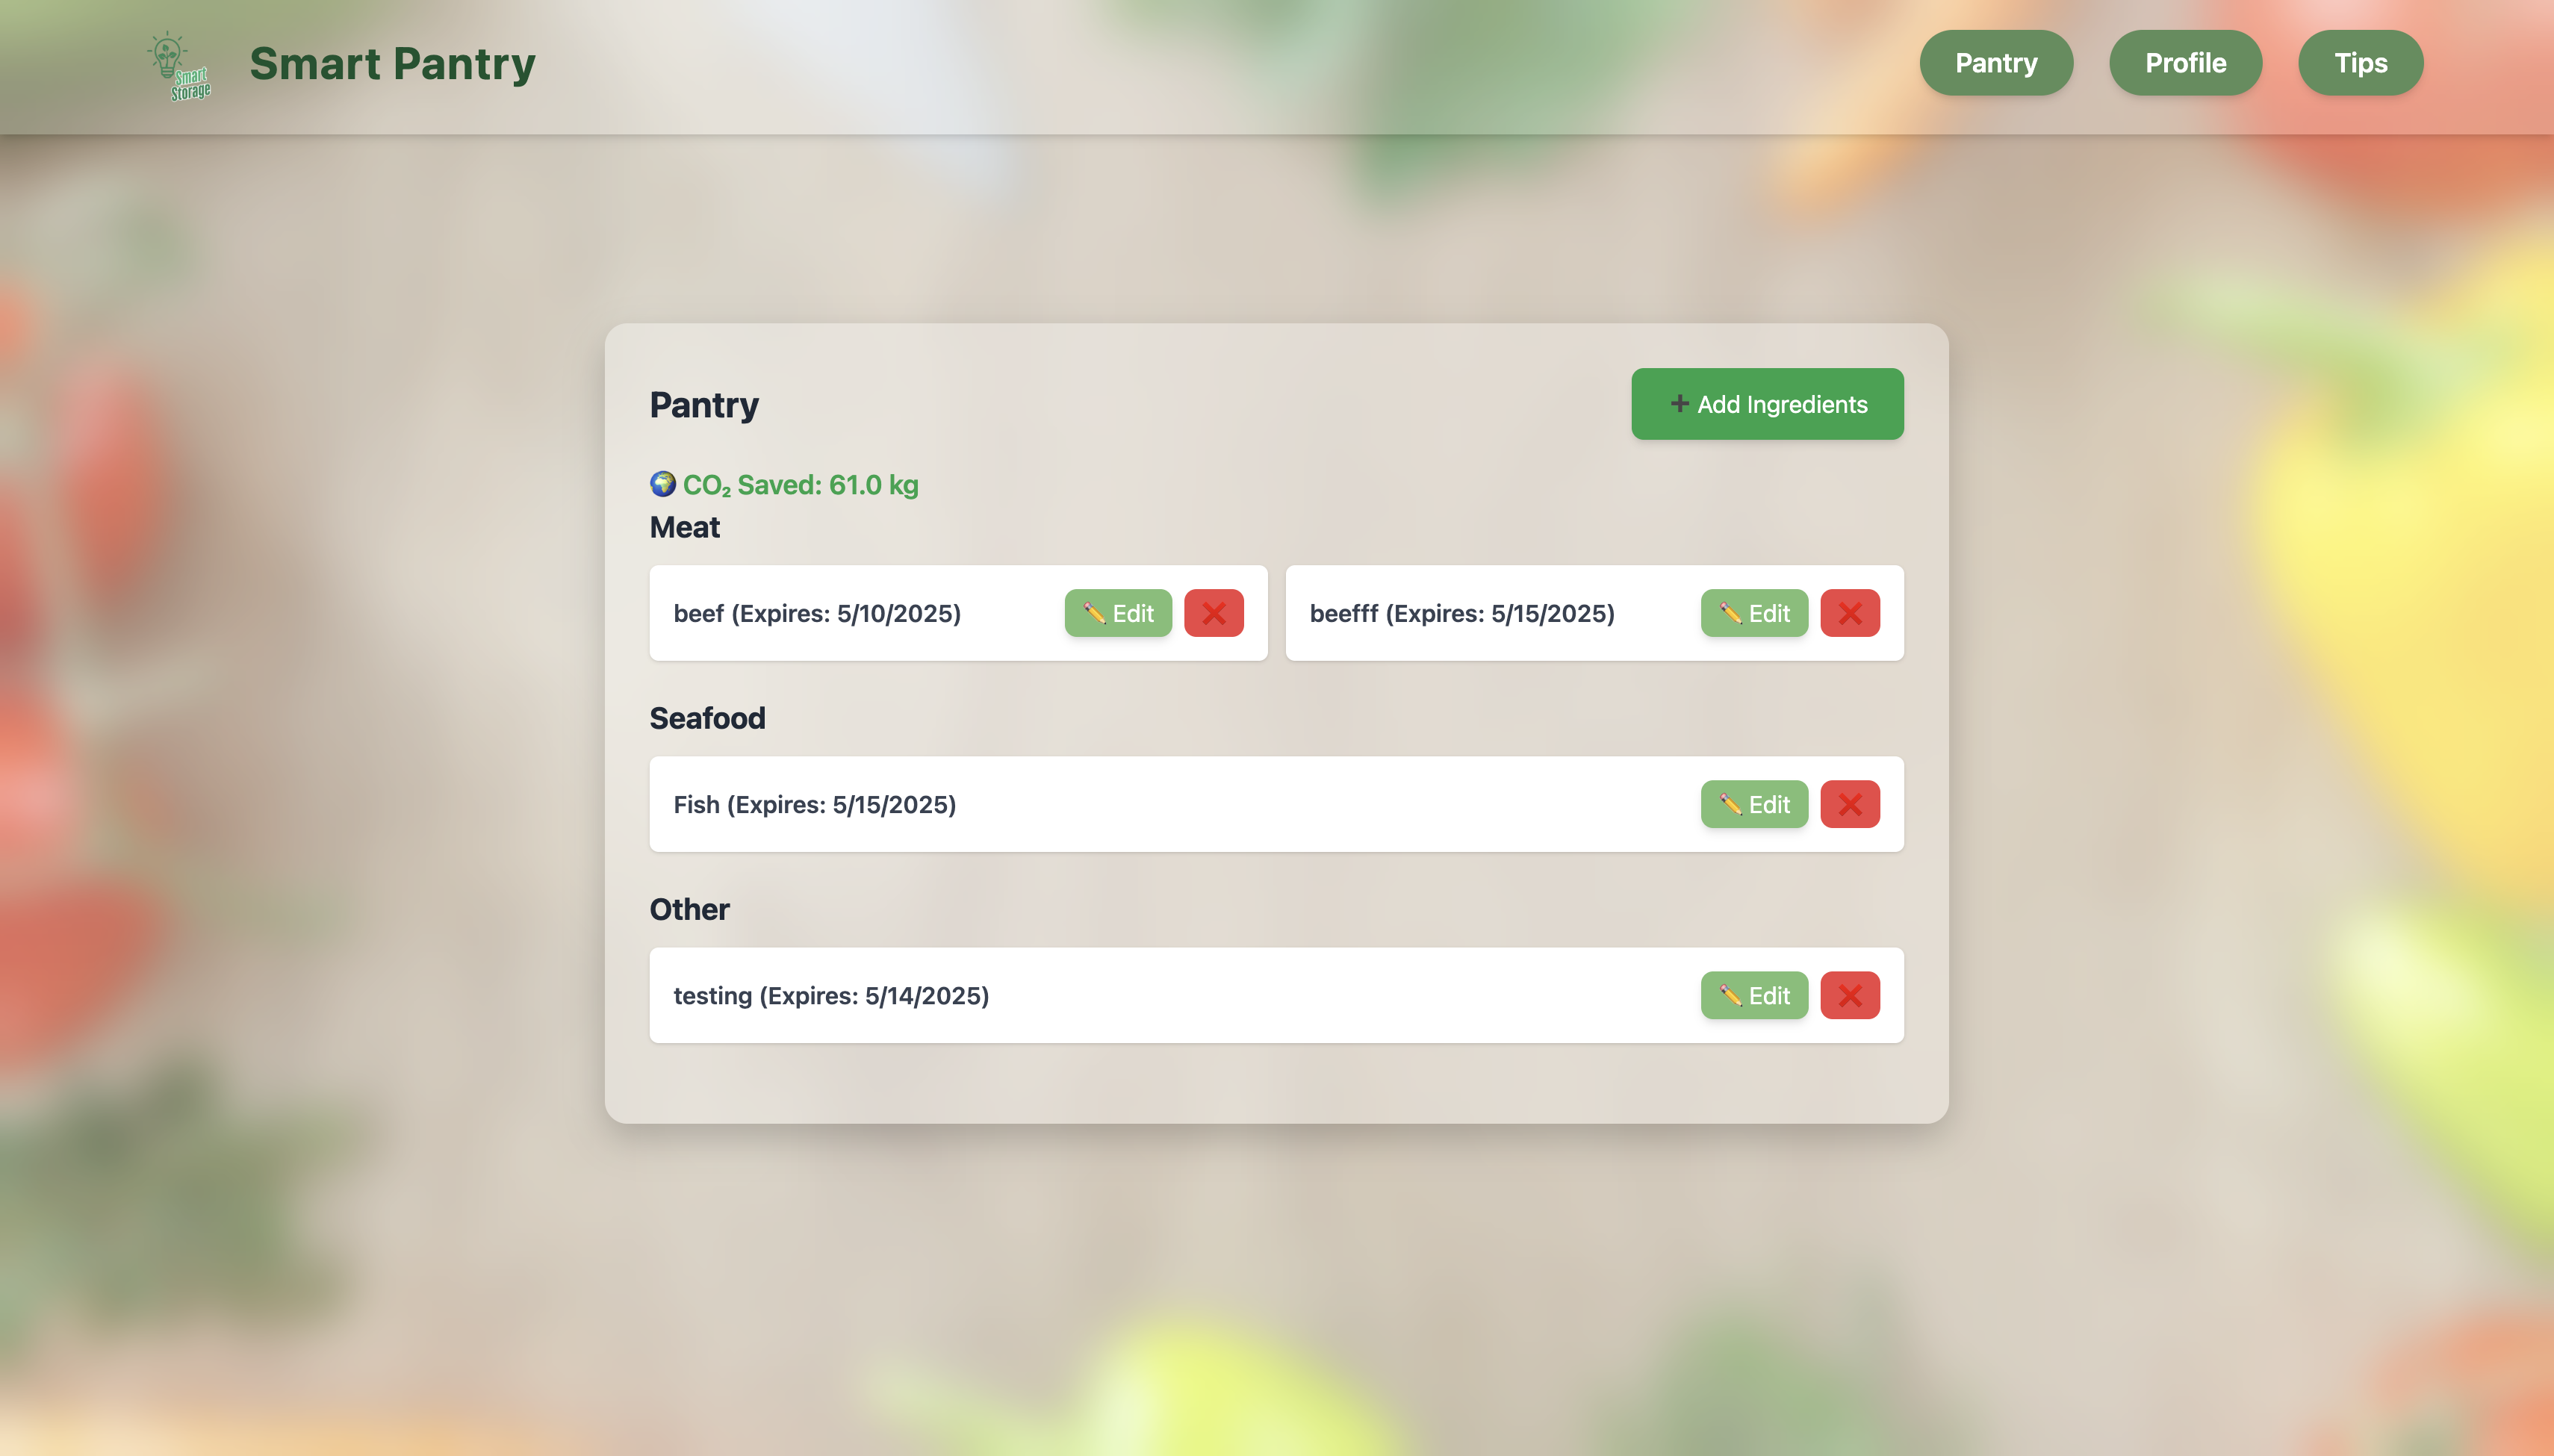 Smart
Storage
Smart Pantry
Pantry
Profile
Tips
Pantry
➕ Add Ingredients
🌍 CO₂ Saved: 61.0 kg
Meat
beef (Expires: 5/10/2025)
✏️ Edit
❌
beefff (Expires: 5/15/2025)
✏️ Edit
❌
Seafood
Fish (Expires: 5/15/2025)
✏️ Edit
❌
Other
testing (Expires: 5/14/2025)
✏️ Edit
❌